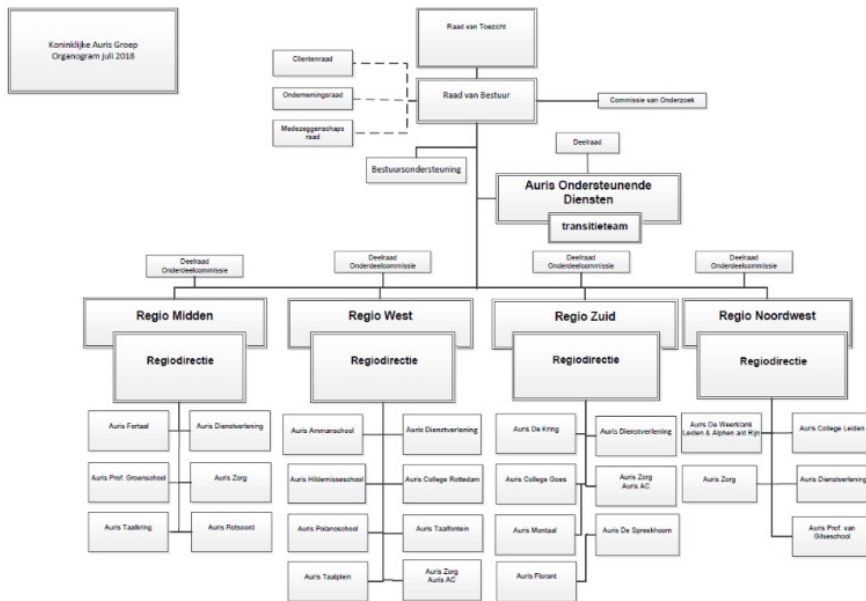 Koninklijke Auris Groep
Organogram juli 2018
Raad van Toezicht
Clientenraad
Ondernemingsraad
Medezeggenschaps
raad
Raad van Bestuur
Commissie van Onderzoek
Bestuursondersteuning
Deelraad
Auris Ondersteunende
Diensten
transitieteam
Deelraad
Onderdeelcommissie
Deelraad
Onderdeelcommissie
Deelraad
Onderdeelcommissie
Deelraad
Onderdeelcommissie
Regio Midden
Regiodirectie
Auris Fortaal
Auris Dienstverlening
Auris Prof. Groenschool
Auris Zorg
Auris Taalkring
Auris Rotsoord
Regio West
Regiodirectie
Auris Ammanschool
Auris Dienstverlening
Auris Hildernisseschool
Auris College Rotterdam
Auris Polanoschool
Auris Taalfontein
Auris Taalplein
Auris Zorg
Auris AC
Regio Zuid
Regiodirectie
Auris De Kring
Auris Dienstverlening
Auris College Goes
Auris Zorg
Auris AC
Auris Montaal
Auris De Spreekhoorn
Auris Florant
Regio Noordwest
Regiodirectie
Auris De Weerklank
Leiden & Alphen a/d Rijn
Auris College Leiden
Auris Zorg
Auris Dienstverlening
Auris Prof. van
Gilseschool